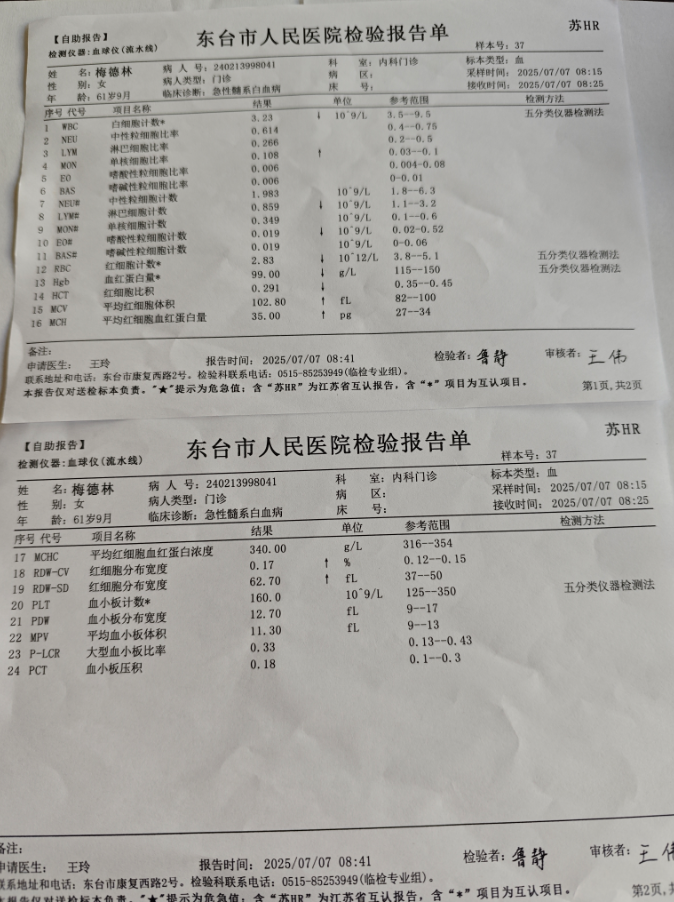 【自助报告】 东台市人民医院检验报告单 苏HR
检测仪器:血球仪(流水线) 样本号: 37
姓 名: 梅德林 病 人 号: 240213998041 科 室: 内科门诊 标本类型: 血
性 别: 女 病人类型: 门诊 病 区: 采样时间: 2025/07/07 08:15
年 龄: 61岁9月 临床诊断: 急性髓系白血病 床 号: 接收时间: 2025/07/07 08:25
序号 代号 项目名称 结果 单位 参考范围 检测方法
1 WBC 白细胞计数* 3.23 ↓ 10^9/L 3.5--9.5 五分类仪器检测法
2 NEU 中性粒细胞比率 0.614 0.4--0.75
3 LYM 淋巴细胞比率 0.266 0.2--0.5
4 MON 单核细胞比率 0.108 ↑ 0.03--0.1
5 EO 嗜酸性粒细胞比率 0.006 0.004-0.08
6 BAS 嗜碱性粒细胞比率 0.006 0-0.01
7 NEU# 中性粒细胞计数 1.983 10^9/L 1.8--6.3
8 LYM# 淋巴细胞计数 0.859 ↓ 10^9/L 1.1--3.2
9 MON# 单核细胞计数 0.349 10^9/L 0.1--0.6
10 EO# 嗜酸性粒细胞计数 0.019 ↓ 10^9/L 0.02-0.52
11 BAS# 嗜碱性粒细胞计数 0.019 10^9/L 0-0.06
12 RBC 红细胞计数* 2.83 ↓ 10^12/L 3.8--5.1 五分类仪器检测法
13 Hgb 血红蛋白量* 99.00 ↓ g/L 115--150 五分类仪器检测法
14 HCT 红细胞比积 0.291 ↓ 0.35--0.45
15 MCV 平均红细胞体积 102.80 ↑ fL 82--100
16 MCH 平均红细胞血红蛋白量 35.00 ↑ pg 27--34
备注:
申请医生: 王玲 报告时间: 2025/07/07 08:41 检验者: 鲁静 审核者: 王伟
联系地址和电话: 东台市康复西路2号。检验科联系电话: 0515-85253949(临检专业组)。
本报告仅对送检标本负责。"★"提示为危急值; 含“苏HR”为江苏省互认报告, 含“*”项目为互认项目。 第1页,共2页
【自助报告】 东台市人民医院检验报告单 苏HR
检测仪器:血球仪(流水线) 样本号: 37
姓 名: 梅德林 病 人 号: 240213998041 科 室: 内科门诊 标本类型: 血
性 别: 女 病人类型: 门诊 病 区: 采样时间: 2025/07/07 08:15
年 龄: 61岁9月 临床诊断: 急性髓系白血病 床 号: 接收时间: 2025/07/07 08:25
序号 代号 项目名称 结果 单位 参考范围 检测方法
17 MCHC 平均红细胞血红蛋白浓度 340.00 g/L 316--354
18 RDW-CV 红细胞分布宽度 0.17 ↑ % 0.12--0.15
19 RDW-SD 红细胞分布宽度 62.70 ↑ fL 37--50
20 PLT 血小板计数* 160.0 10^9/L 125--350 五分类仪器检测法
21 PDW 血小板分布宽度 12.70 fL 9--17
22 MPV 平均血小板体积 11.30 fL 9--13
23 P-LCR 大型血小板比率 0.33 0.13--0.43
24 PCT 血小板压积 0.18 0.1--0.3
备注:
申请医生: 王玲 报告时间: 2025/07/07 08:41 检验者: 鲁静 审核者: 王伟
联系地址和电话: 东台市康复西路2号。检验科联系电话: 0515-85253949(临检专业组)。
本报告仅对送检标本负责。"★"提示为危急值; 含“苏HR”为江苏省互认报告, 含“*”项目为互认项目。 第2页,共